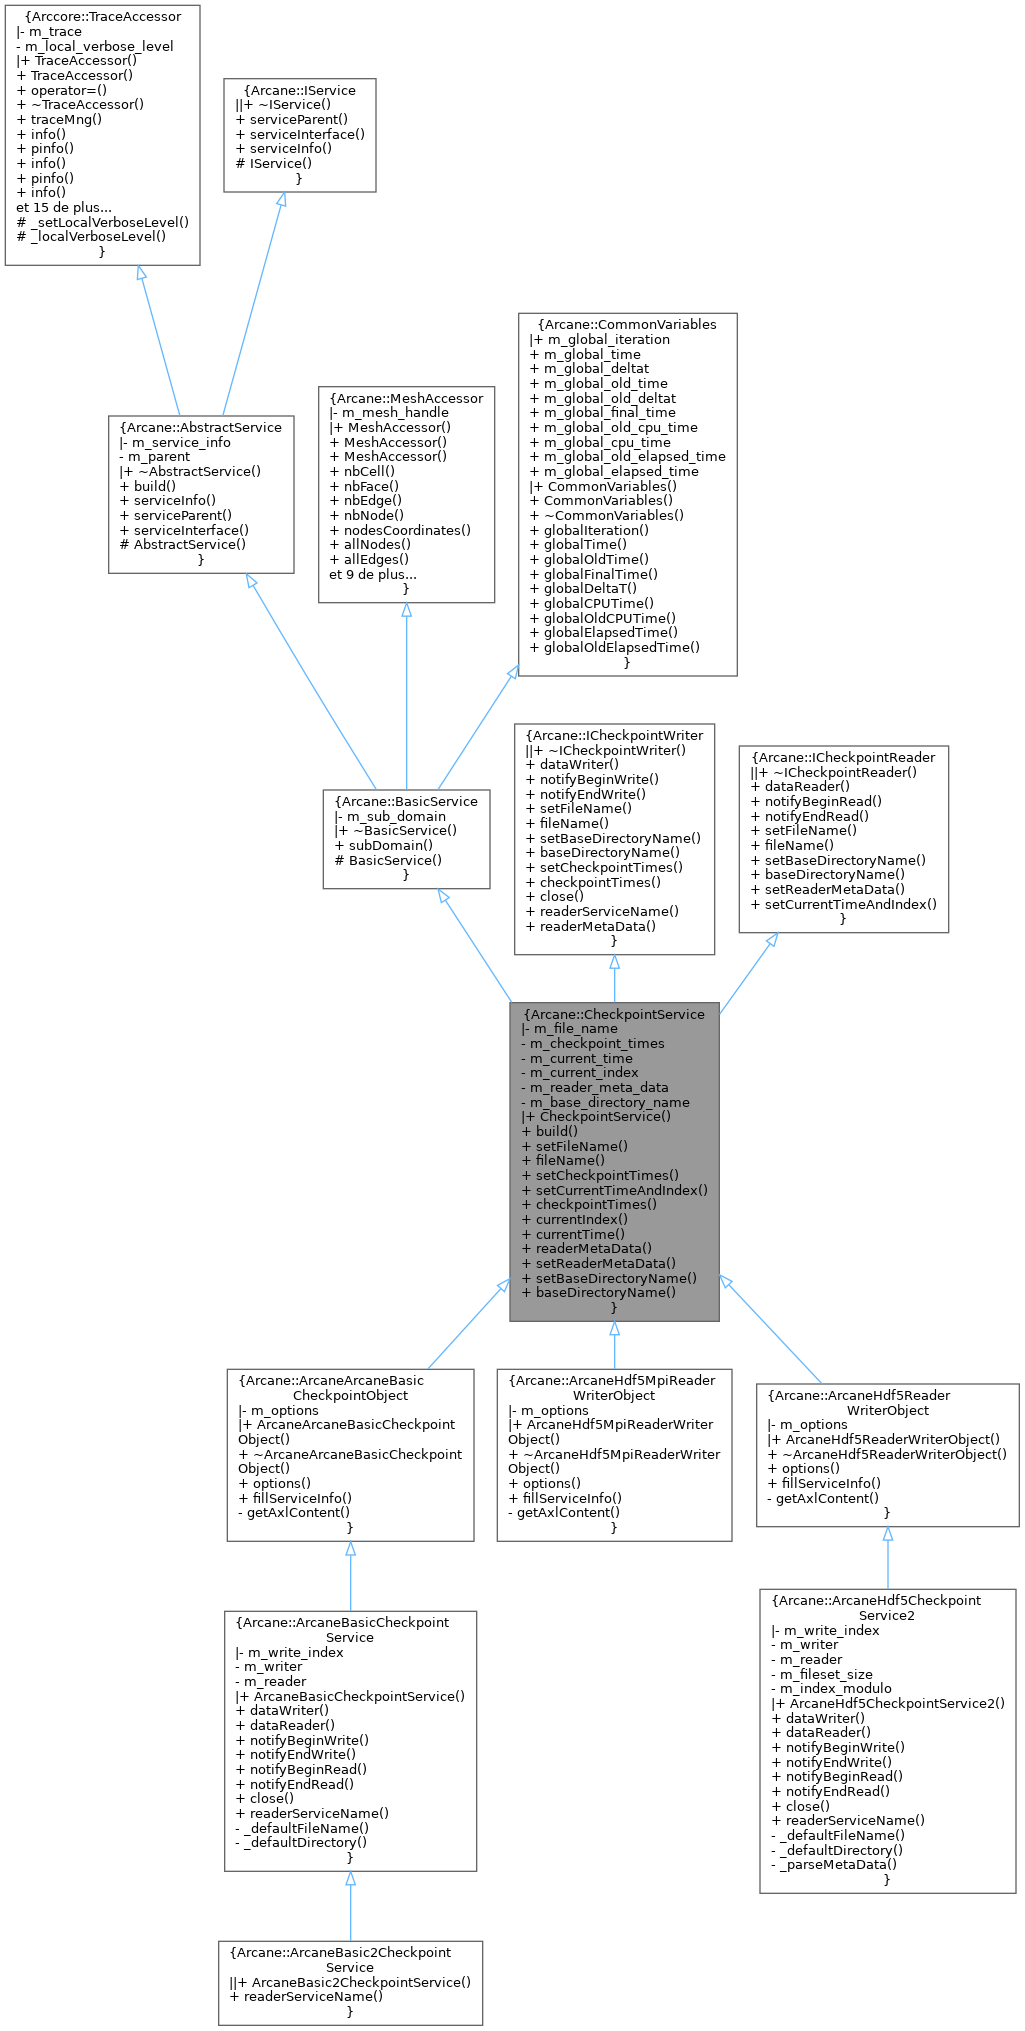 {Arccore::TraceAccessor
|- m_trace
- m_local_verbose_level
|+ TraceAccessor()
+ TraceAccessor()
+ operator=()
+ ~TraceAccessor()
+ traceMng()
+ info()
+ pinfo()
+ info()
+ pinfo()
+ info()
et 15 de plus...
# _setLocalVerboseLevel()
# _localVerboseLevel()
}
{Arcane::IService
||+ ~IService()
+ serviceParent()
+ serviceInterface()
+ serviceInfo()
# IService()
}
{Arcane::CommonVariables
|+ m_global_iteration
+ m_global_time
+ m_global_deltat
+ m_global_old_time
+ m_global_old_deltat
+ m_global_final_time
+ m_global_old_cpu_time
+ m_global_cpu_time
+ m_global_old_elapsed_time
+ m_global_elapsed_time
|+ CommonVariables()
+ CommonVariables()
+ ~CommonVariables()
+ globalIteration()
+ globalTime()
+ globalOldTime()
+ globalFinalTime()
+ globalDeltaT()
+ globalCPUTime()
+ globalOldCPUTime()
+ globalElapsedTime()
+ globalOldElapsedTime()
}
{Arcane::MeshAccessor
|- m_mesh_handle
|+ MeshAccessor()
+ MeshAccessor()
+ MeshAccessor()
+ nbCell()
+ nbFace()
+ nbEdge()
+ nbNode()
+ nodesCoordinates()
+ allNodes()
+ allEdges()
et 9 de plus...
}
{Arcane::AbstractService
|- m_service_info
- m_parent
|+ ~AbstractService()
+ build()
+ serviceInfo()
+ serviceParent()
+ serviceInterface()
# AbstractService()
}
{Arcane::BasicService
|- m_sub_domain
|+ ~BasicService()
+ subDomain()
# BasicService()
}
{Arcane::ICheckpointWriter
||+ ~ICheckpointWriter()
+ dataWriter()
+ notifyBeginWrite()
+ notifyEndWrite()
+ setFileName()
+ fileName()
+ setBaseDirectoryName()
+ baseDirectoryName()
+ setCheckpointTimes()
+ checkpointTimes()
+ close()
+ readerServiceName()
+ readerMetaData()
}
{Arcane::ICheckpointReader
||+ ~ICheckpointReader()
+ dataReader()
+ notifyBeginRead()
+ notifyEndRead()
+ setFileName()
+ fileName()
+ setBaseDirectoryName()
+ baseDirectoryName()
+ setReaderMetaData()
+ setCurrentTimeAndIndex()
}
{Arcane::CheckpointService
|- m_file_name
- m_checkpoint_times
- m_current_time
- m_current_index
- m_reader_meta_data
- m_base_directory_name
|+ CheckpointService()
+ build()
+ setFileName()
+ fileName()
+ setCheckpointTimes()
+ setCurrentTimeAndIndex()
+ checkpointTimes()
+ currentIndex()
+ currentTime()
+ readerMetaData()
+ setReaderMetaData()
+ setBaseDirectoryName()
+ baseDirectoryName()
}
{Arcane::ArcaneArcaneBasic
CheckpointObject
|- m_options
|+ ArcaneArcaneBasicCheckpoint
Object()
+ ~ArcaneArcaneBasicCheckpoint
Object()
+ options()
+ fillServiceInfo()
- getAxlContent()
}
{Arcane::ArcaneHdf5MpiReader
WriterObject
|- m_options
|+ ArcaneHdf5MpiReaderWriter
Object()
+ ~ArcaneHdf5MpiReaderWriter
Object()
+ options()
+ fillServiceInfo()
- getAxlContent()
}
{Arcane::ArcaneHdf5Reader
WriterObject
|- m_options
|+ ArcaneHdf5ReaderWriterObject()
+ ~ArcaneHdf5ReaderWriterObject()
+ options()
+ fillServiceInfo()
- getAxlContent()
}
{Arcane::ArcaneBasicCheckpoint
Service
|- m_write_index
- m_writer
- m_reader
|+ ArcaneBasicCheckpointService()
+ dataWriter()
+ dataReader()
+ notifyBeginWrite()
+ notifyEndWrite()
+ notifyBeginRead()
+ notifyEndRead()
+ close()
+ readerServiceName()
- _defaultFileName()
- _defaultDirectory()
}
{Arcane::ArcaneHdf5Checkpoint
Service2
|- m_write_index
- m_writer
- m_reader
- m_fileset_size
- m_index_modulo
|+ ArcaneHdf5CheckpointService2()
+ dataWriter()
+ dataReader()
+ notifyBeginWrite()
+ notifyEndWrite()
+ notifyBeginRead()
+ notifyEndRead()
+ close()
+ readerServiceName()
- _defaultFileName()
- _defaultDirectory()
- _parseMetaData()
}
{Arcane::ArcaneBasic2Checkpoint
Service
||+ ArcaneBasic2CheckpointService()
+ readerServiceName()
}